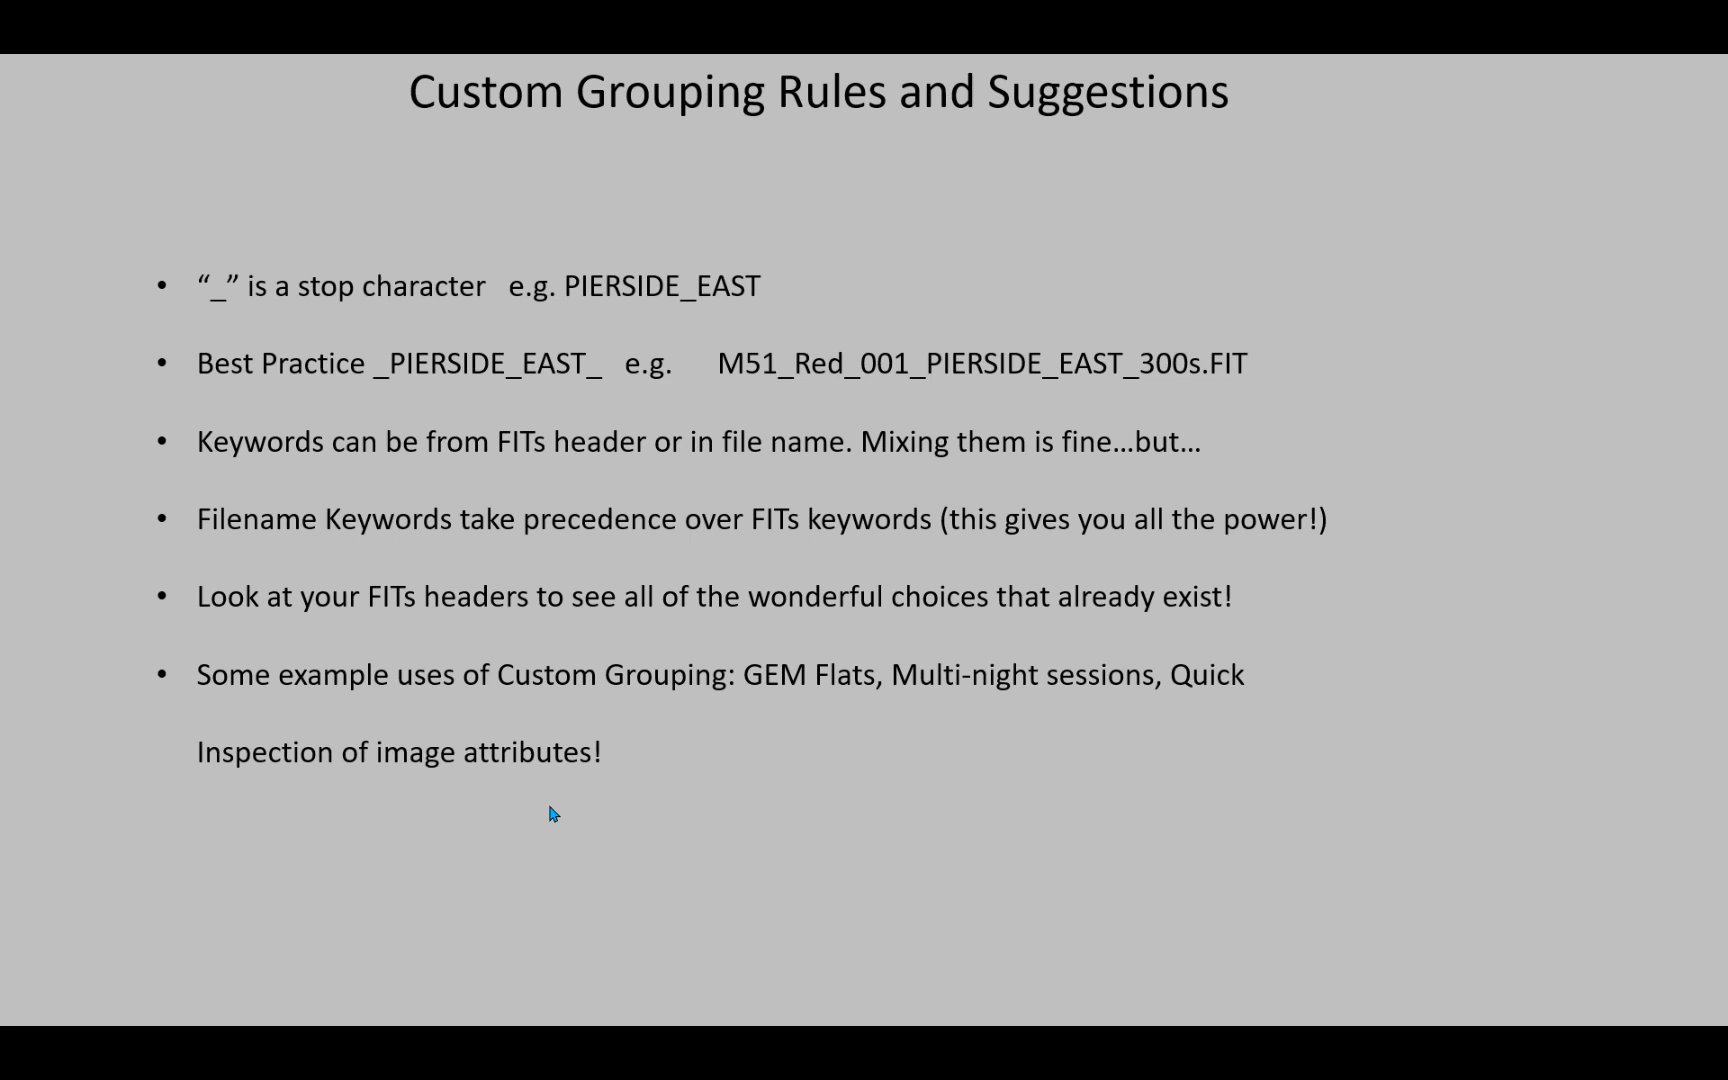 Custom Grouping Rules and Suggestions
• “_” is a stop character e.g. PIERSIDE_EAST
• Best Practice _PIERSIDE_EAST_ e.g. M51_Red_001_PIERSIDE_EAST_300s.FIT
• Keywords can be from FITs header or in file name. Mixing them is fine…but…
• Filename Keywords take precedence over FITs keywords (this gives you all the power!)
• Look at your FITs headers to see all of the wonderful choices that already exist!
• Some example uses of Custom Grouping: GEM Flats, Multi-night sessions, Quick
Inspection of image attributes!